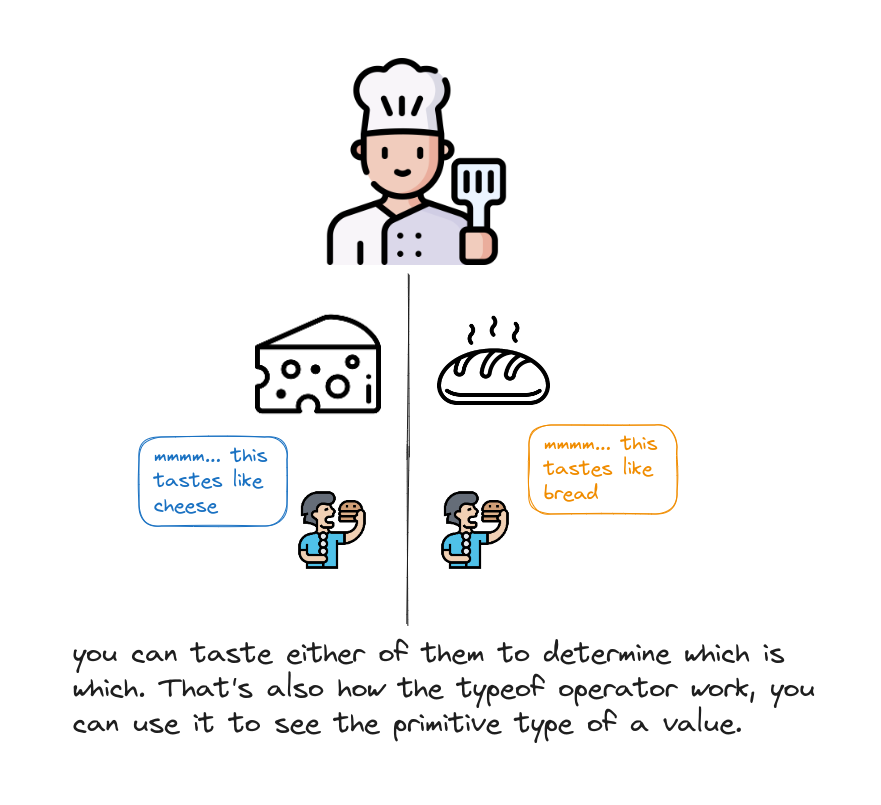 mmmm... this
tastes like
cheese
mmmm... this
tastes like
bread
you can taste either of them to determine which is
which. That's also how the typeof operator work, you
can use it to see the primitive type of a value.